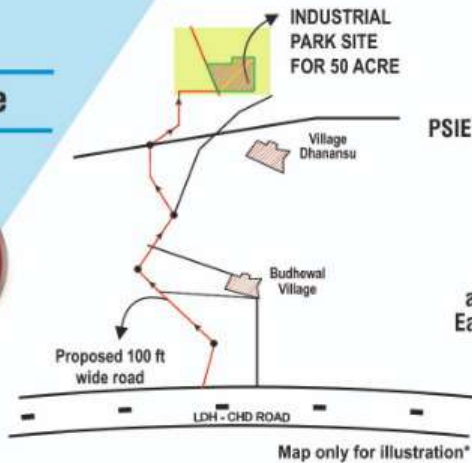 INDUSTRIAL
PARK SITE
FOR 50 ACRE
e
PSIE
Village
Dhanansu
Budhewal
Village
a
Ea
Proposed 100 ft
wide road
LDH - CHD ROAD
Map only for illustration*